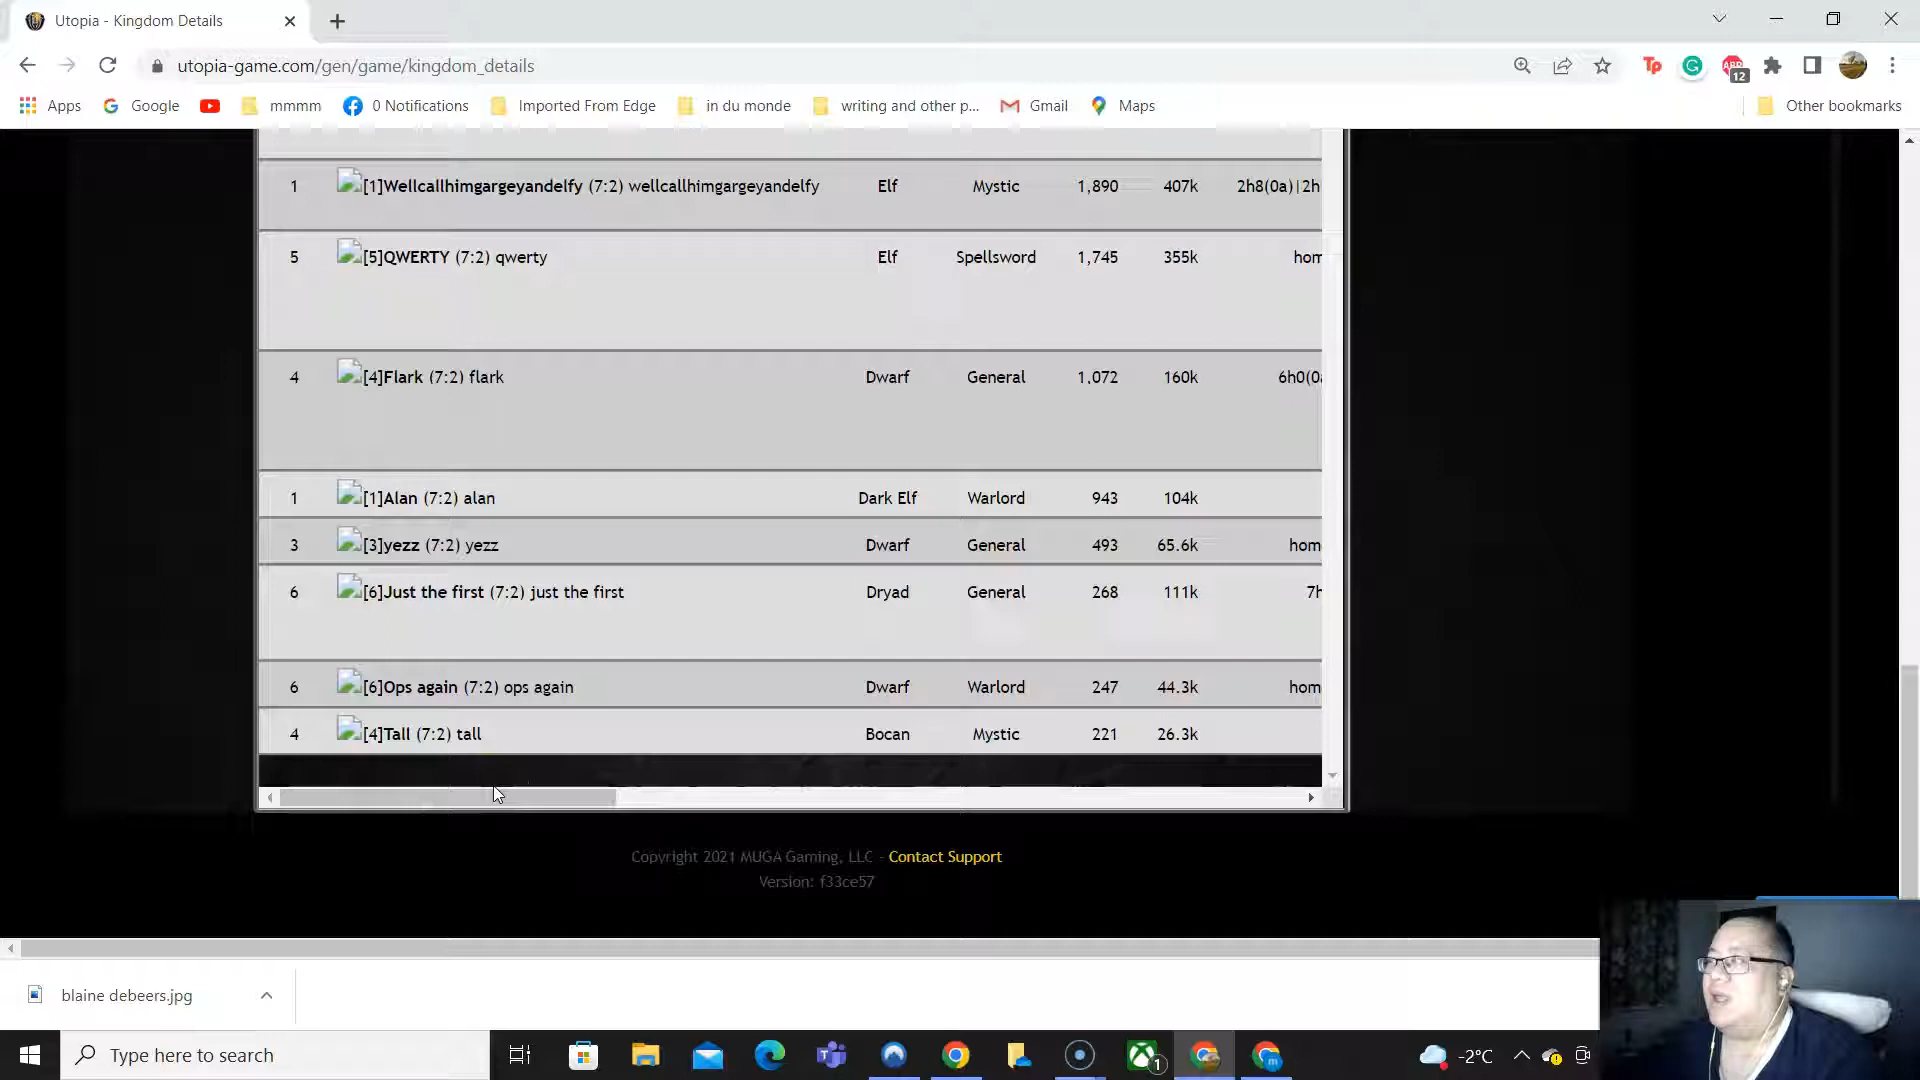 Utopia - Kingdom Details
utopia-game.com/gen/game/kingdom_details
Tp
ABP
12
Apps
Google
mmmm
0 Notifications
Imported From Edge
in du monde
writing and other p...
Gmail
Maps
Other bookmarks
1 [1]Wellcallhimgargeyandelfy (7:2) wellcallhimgargeyandelfy Elf Mystic 1,890 407k 2h8(0a)|2h
5 [5]QWERTY (7:2) qwerty Elf Spellsword 1,745 355k hom
4 [4]Flark (7:2) flark Dwarf General 1,072 160k 6h0(0a
1 [1]Alan (7:2) alan Dark Elf Warlord 943 104k
3 [3]yezz (7:2) yezz Dwarf General 493 65.6k hom
6 [6]Just the first (7:2) just the first Dryad General 268 111k 7h
6 [6]Ops again (7:2) ops again Dwarf Warlord 247 44.3k hom
4 [4]Tall (7:2) tall Bocan Mystic 221 26.3k
Copyright 2021 MUGA Gaming, LLC - Contact Support
Version: f33ce57
blaine debeers.jpg
Type here to search
1
m
-2°C